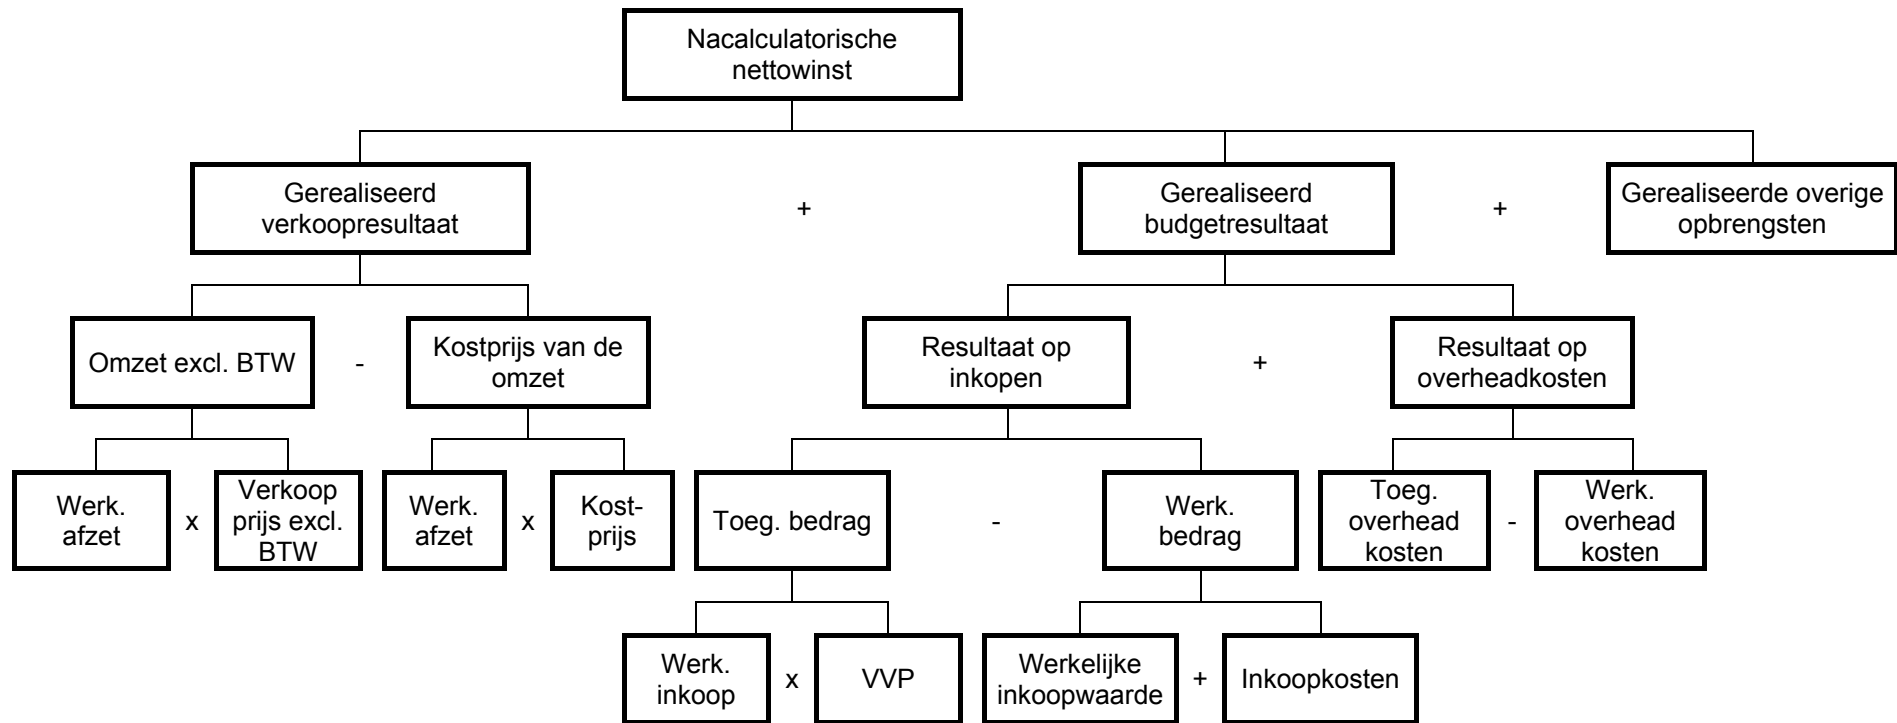 Nacalculatorische
nettowinst
Gerealiseerd
verkoopresultaat
+
Gerealiseerd
budgetresultaat
+
Gerealiseerde overige
opbrengsten
Omzet excl. BTW
-
Kostprijs van de
omzet
Resultaat op
inkopen
+
Resultaat op
overheadkosten
Werk.
afzet
x
Verkoop
prijs excl.
BTW
Werk.
afzet
x
Kost-
prijs
Toeg. bedrag
-
Werk.
bedrag
Toeg.
overhead
kosten
-
Werk.
overhead
kosten
Werk.
inkoop
x
VVP
Werkelijke
inkoopwaarde
+
Inkoopkosten